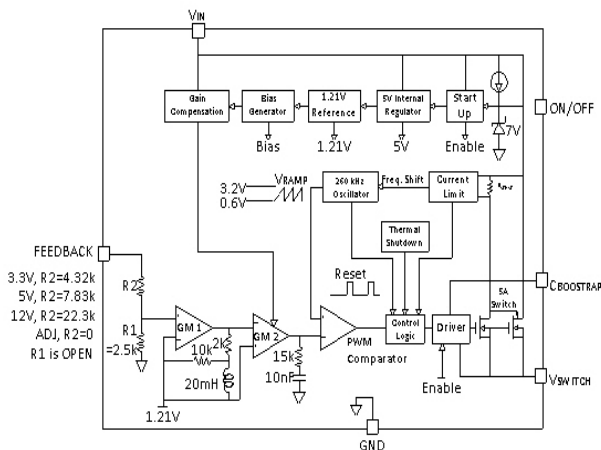 VIN
Gain
Compensation
Bias
Generator
1.21V
Reference
5V Internal
Regulator
Start
Up
7V
ON/OFF
Bias
1.21V
5V
Enable
VRAMP
3.2V
0.6V
260 kHz
Oscillator
Freq. Shift
Current
Limit
Thermal
Shutdown
FEEDBACK
3.3V, R2=4.32k
5V, R2=7.83k
12V, R2=22.3k
ADJ, R2=0
R1 is OPEN
R2
R1
=2.5k
GM 1
2k
10k
20mH
1.21V
GM 2
15k
10nF
Reset
PWM
Comparator
Control
Logic
Driver
Enable
5A
Switch
CBOOSTRAP
VSWITCH
GND